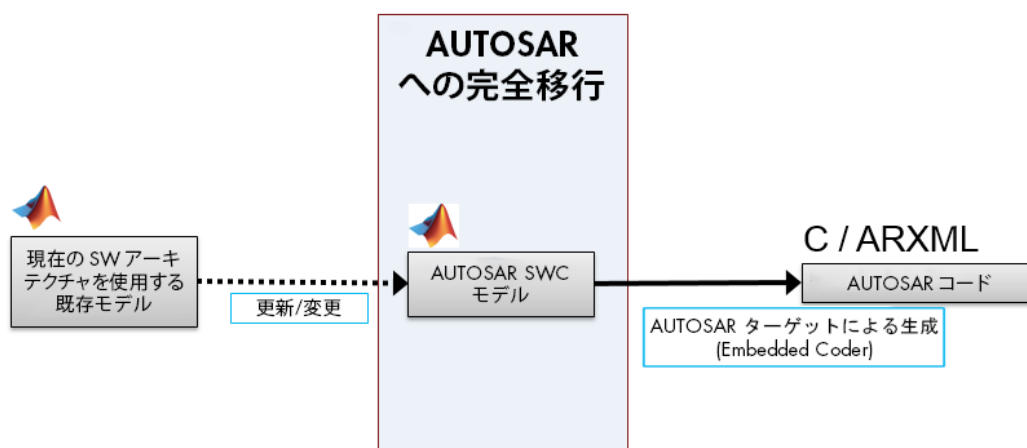 AUTOSAR
への完全移行
現在の SW アーキ
テクチャを使用する
既存モデル
更新/変更
AUTOSAR SWC
モデル
C / ARXML
AUTOSAR コード
AUTOSAR ターゲットによる生成
(Embedded Coder)